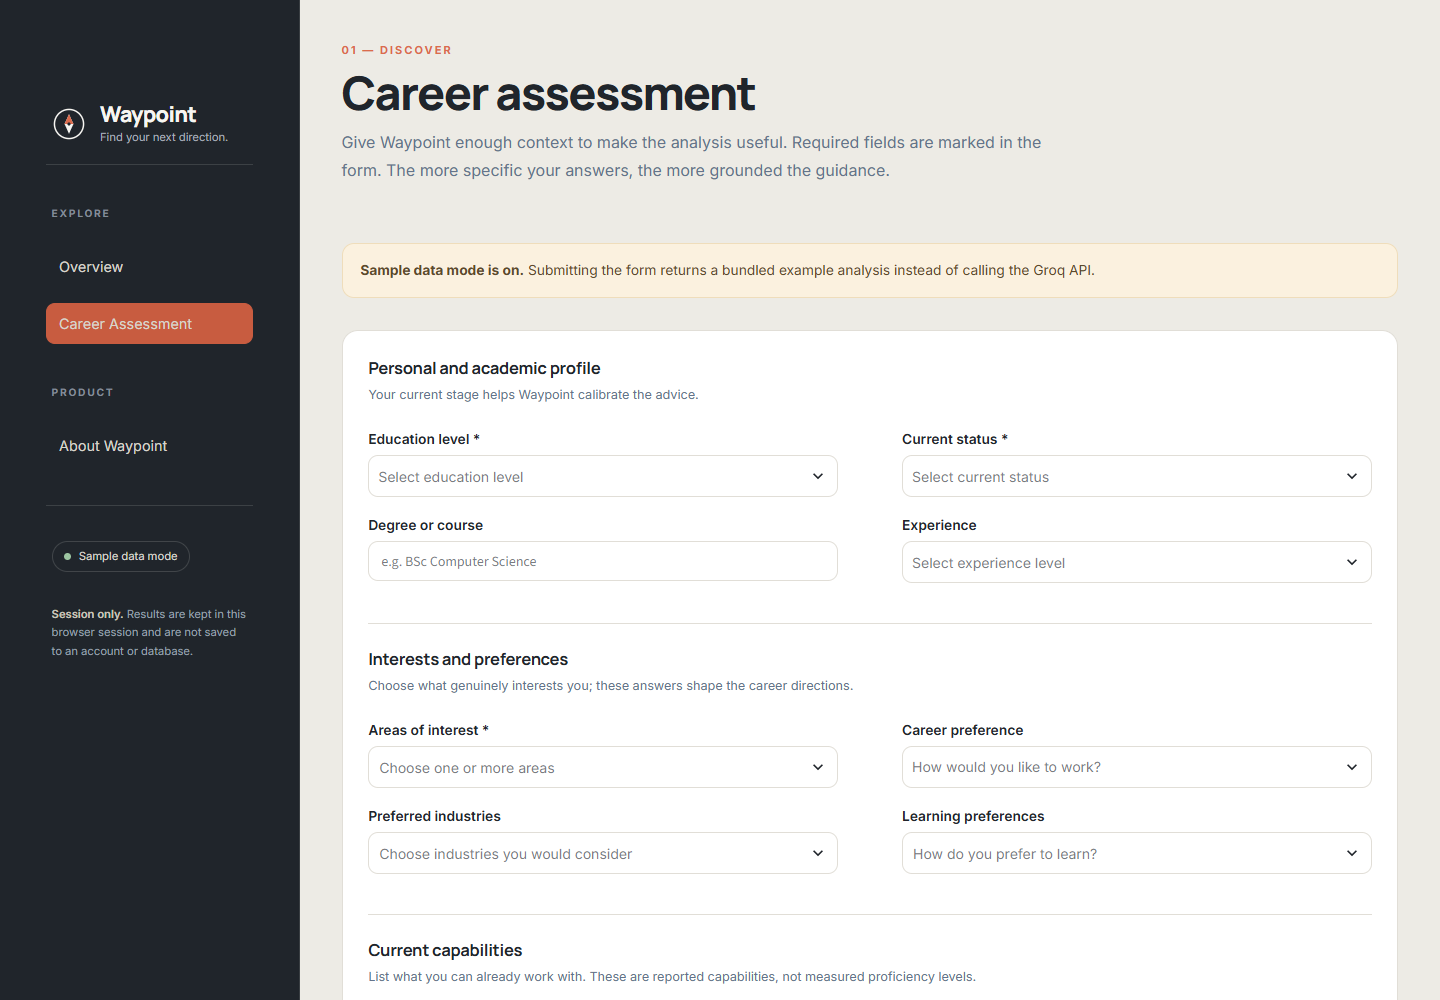 Waypoint
Find your next direction.
EXPLORE
Overview
Career Assessment
PRODUCT
About Waypoint
Sample data mode
Session only. Results are kept in this
browser session and are not saved
to an account or database.
01 — DISCOVER
Career assessment
Give Waypoint enough context to make the analysis useful. Required fields are marked in the
form. The more specific your answers, the more grounded the guidance.
Sample data mode is on. Submitting the form returns a bundled example analysis instead of calling the Groq API.
Personal and academic profile
Your current stage helps Waypoint calibrate the advice.
Education level *
Select education level
Current status *
Select current status
Degree or course
e.g. BSc Computer Science
Experience
Select experience level
Interests and preferences
Choose what genuinely interests you; these answers shape the career directions.
Areas of interest *
Choose one or more areas
Career preference
How would you like to work?
Preferred industries
Choose industries you would consider
Learning preferences
How do you prefer to learn?
Current capabilities
List what you can already work with. These are reported capabilities, not measured proficiency levels.